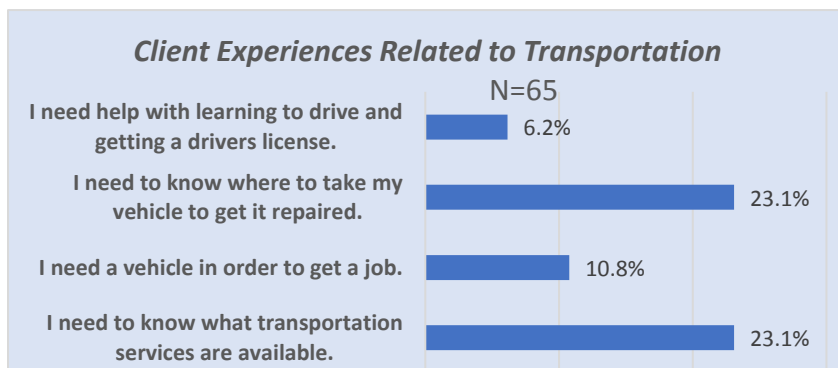 Client Experiences Related to Transportation
N=65
I need help with learning to drive and
getting a drivers license.
6.2%
I need to know where to take my
vehicle to get it repaired.
23.1%
I need a vehicle in order to get a job.
10.8%
I need to know what transportation
services are available.
23.1%